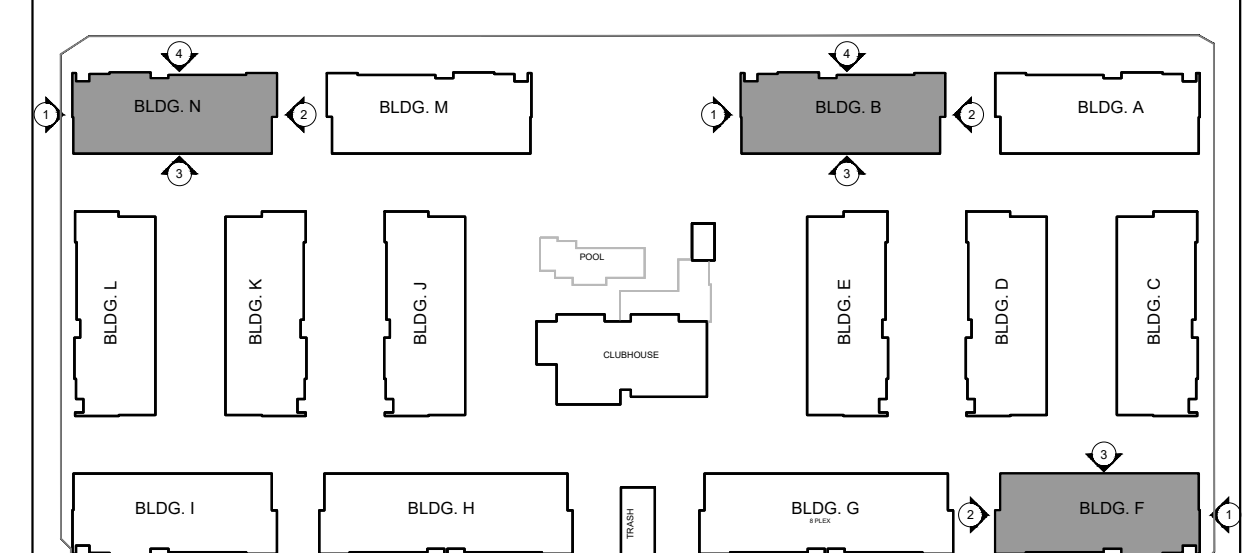 4
4
1
BLDG. N
2
BLDG. M
1
BLDG. B
2
BLDG. A
3
3
BLDG. L
BLDG. K
BLDG. J
POOL
CLUBHOUSE
BLDG. E
BLDG. D
BLDG. C
3
BLDG. I
BLDG. H
TRASH
BLDG. G
8 PLEX
2
BLDG. F
1